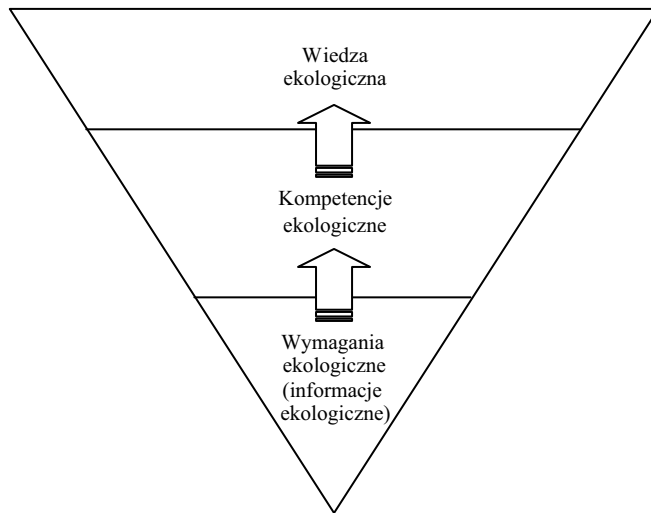 Wiedza
ekologiczna
Kompetencje
ekologiczne
Wymagania
ekologiczne
(informacje
ekologiczne)